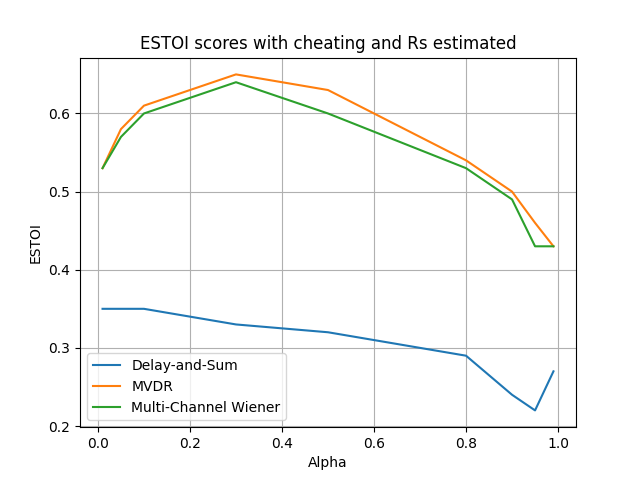 ESTOI scores with cheating and Rs estimated
ESTOI
0.6
0.5
0.4
0.3
0.2
Delay-and-Sum
MVDR
Multi-Channel Wiener
0.0 0.2 0.4 0.6 0.8 1.0
Alpha